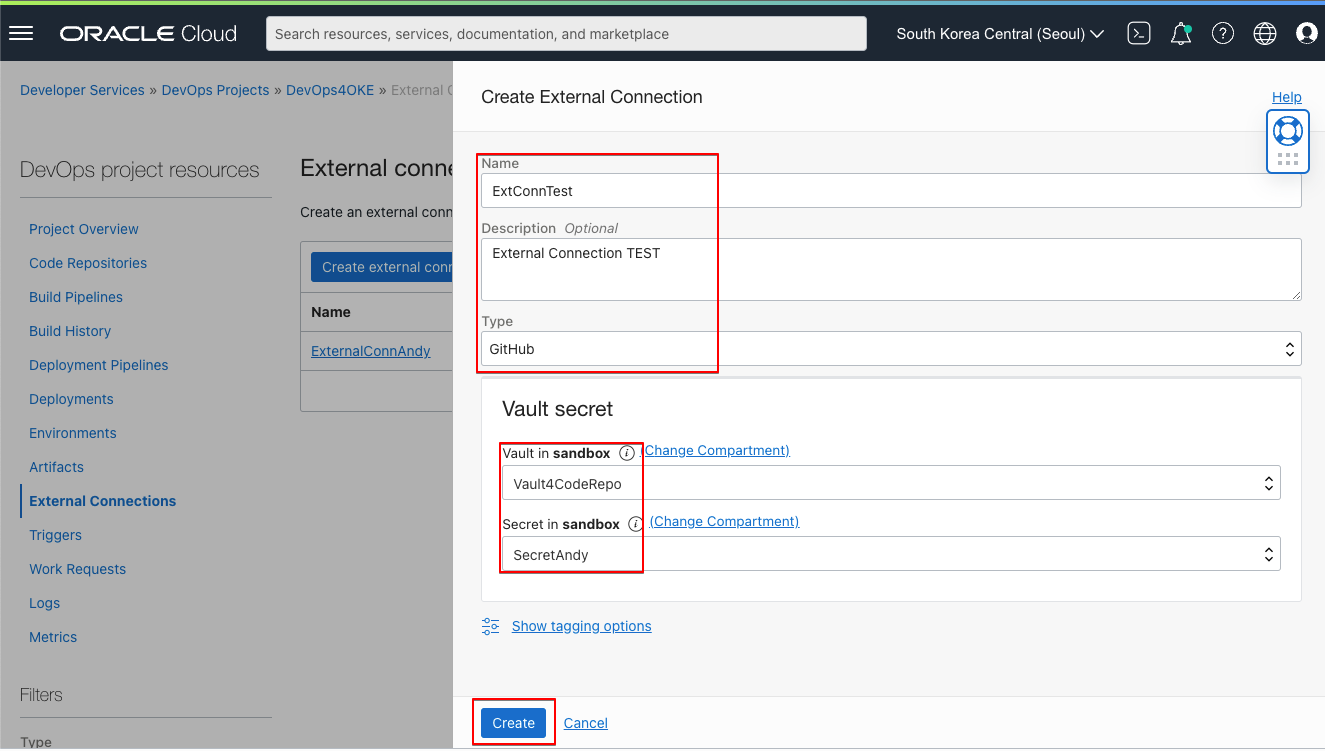 ORACLE Cloud
Search resources, services, documentation, and marketplace
South Korea Central (Seoul)
Developer Services » DevOps Projects » DevOps4OKE » External
DevOps project resources
Project Overview
Code Repositories
Build Pipelines
Build History
Deployment Pipelines
Deployments
Environments
Artifacts
External Connections
Triggers
Work Requests
Logs
Metrics
Filters
Type
External conne
Create an external conn
Create external conn
Name
ExternalConnAndy
Create External Connection
Help
Name
ExtConnTest
Description Optional
External Connection TEST
Type
GitHub
Vault secret
Vault in sandbox (Change Compartment)
Vault4CodeRepo
Secret in sandbox (Change Compartment)
SecretAndy
Show tagging options
Create
Cancel